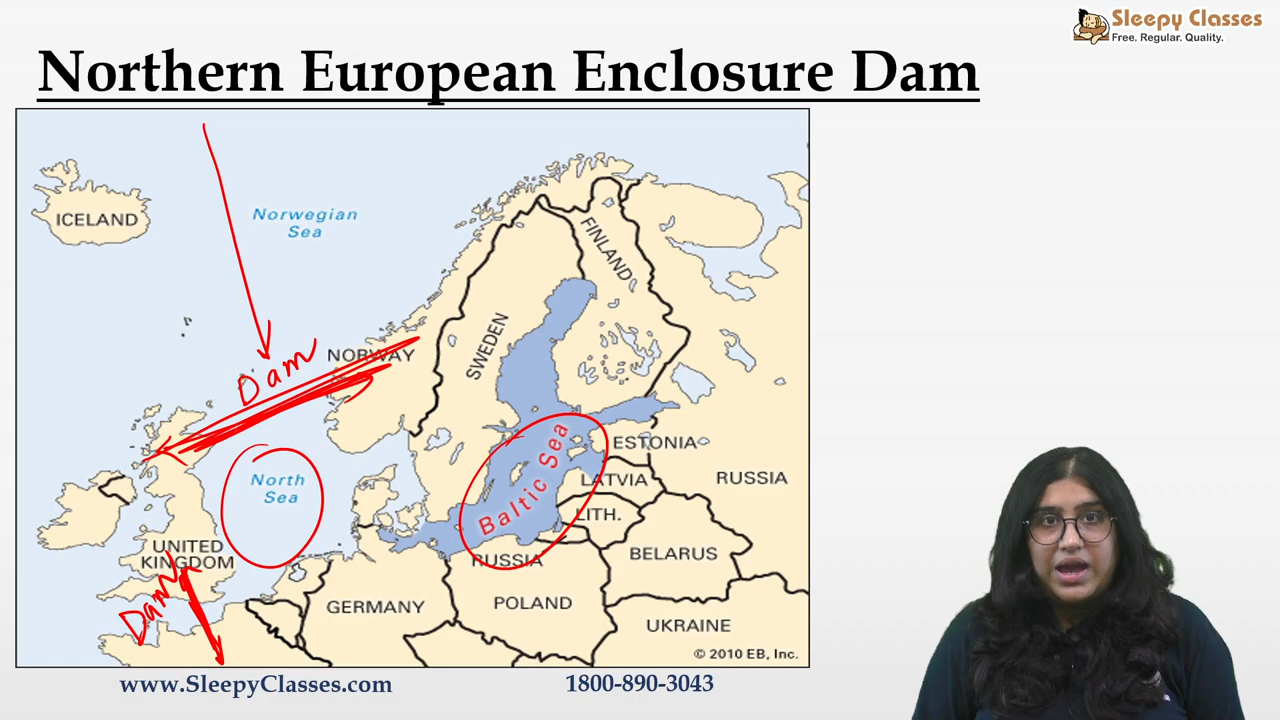 Sleepy Classes
Free. Regular. Quality.
Northern European Enclosure Dam
ICELAND
Norwegian
Sea
FINLAND
SWEDEN
NORWAY
Dam
North
Sea
Baltic Sea
ESTONIA
LATVIA
LITH.
RUSSIA
RUSSIA
BELARUS
UNITED
KINGDOM
Dam
GERMANY
POLAND
UKRAINE
© 2010 EB, Inc.
www.SleepyClasses.com
1800-890-3043